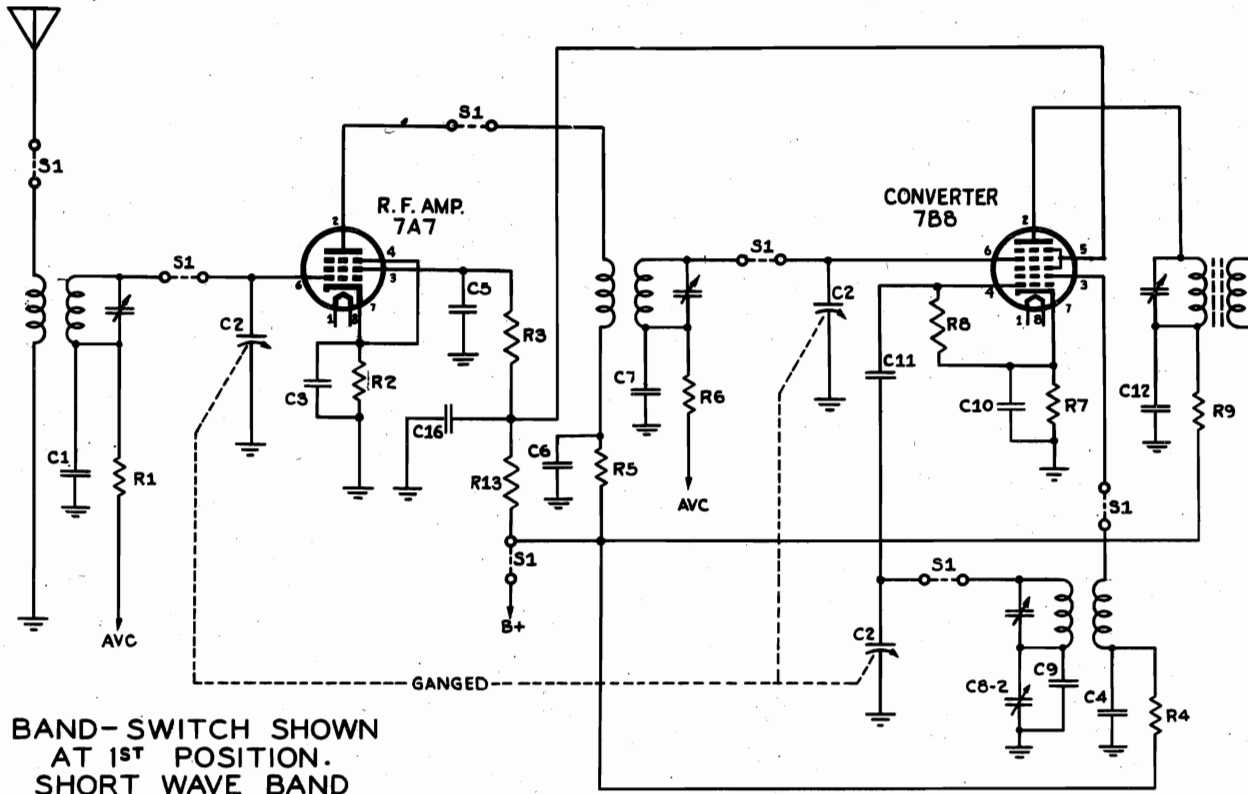 S1
S1
R.F. AMP.
7A7
2
4
3
6
7
1
8
S1
C2
C5
R3
C3
R2
C16
R13
C1
R1
AVC
S1
B+
C6
R5
C7
R6
AVC
S1
C2
CONVERTER
7B8
2
6
5
3
4
7
1
8
R8
C11
C10
R7
C12
R9
S1
S1
C2
C8-2
C9
C4
R4
GANGED
BAND-SWITCH SHOWN
AT 1ST POSITION.
SHORT WAVE BAND